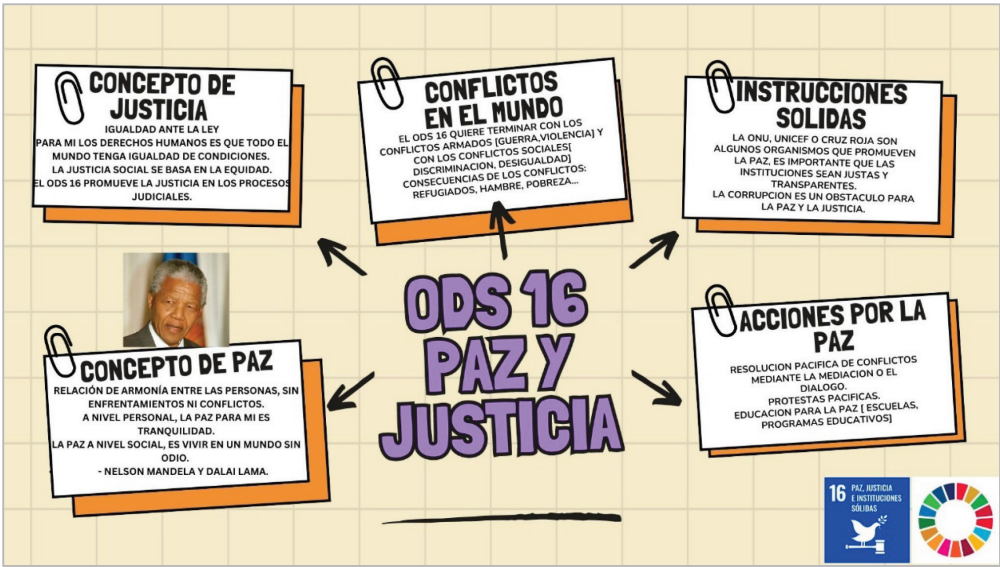 CONCEPTO DE
JUSTICIA
IGUALDAD ANTE LA LEY
PARA MI LOS DERECHOS HUMANOS ES QUE TODO EL
MUNDO TENGA IGUALDAD DE CONDICIONES.
LA JUSTICIA SOCIAL SE BASA EN LA EQUIDAD.
EL ODS 16 PROMUEVE LA JUSTICIA EN LOS PROCESOS
JUDICIALES.
CONFLICTOS
EN EL MUNDO
EL ODS 16 QUIERE TERMINAR CON LOS
CONFLICTOS ARMADOS [GUERRA,VIOLENCIA] Y
CON LOS CONFLICTOS SOCIALES[
DISCRIMINACION, DESIGUALDAD]
CONSECUENCIAS DE LOS CONFLICTOS:
REFUGIADOS, HAMBRE, POBREZA...
INSTRUCCIONES
SOLIDAS
LA ONU, UNICEF O CRUZ ROJA SON
ALGUNOS ORGANISMOS QUE PROMUEVEN
LA PAZ, ES IMPORTANTE QUE LAS
INSTITUCIONES SEAN JUSTAS Y
TRANSPARENTES.
LA CORRUPCION ES UN OBSTACULO PARA
LA PAZ Y LA JUSTICIA.
ODS 16
PAZ Y
JUSTICIA
CONCEPTO DE PAZ
RELACIÓN DE ARMONÍA ENTRE LAS PERSONAS, SIN
ENFRENTAMIENTOS NI CONFLICTOS.
A NIVEL PERSONAL, LA PAZ PARA MI ES
TRANQUILIDAD.
LA PAZ A NIVEL SOCIAL, ES VIVIR EN UN MUNDO SIN
ODIO.
- NELSON MANDELA Y DALAI LAMA.
ACCIONES POR LA
PAZ
RESOLUCION PACIFICA DE CONFLICTOS
MEDIANTE LA MEDIACION O EL
DIALOGO.
PROTESTAS PACIFICAS.
EDUCACION PARA LA PAZ [ ESCUELAS,
PROGRAMAS EDUCATIVOS]
16 PAZ, JUSTICIA
E INSTITUCIONES
SÓLIDAS